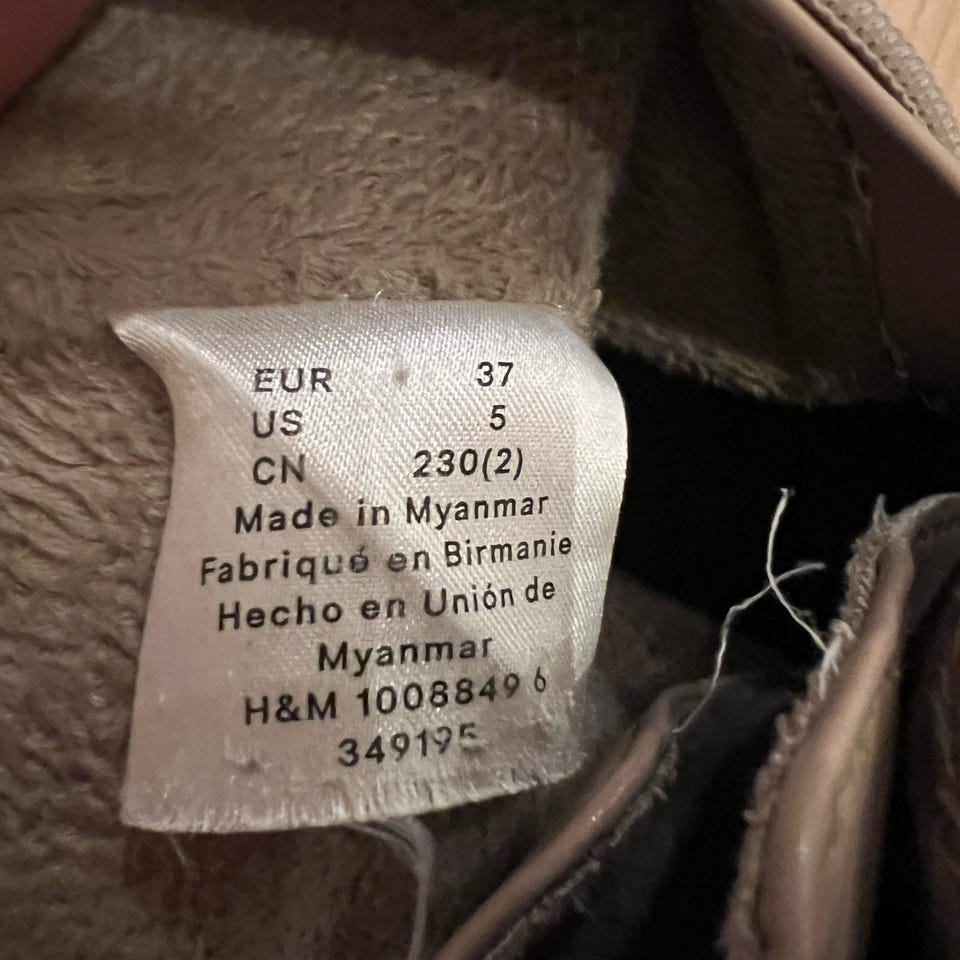 EUR 37
US 5
CN 230(2)
Made in Myanmar
Fabriqué en Birmanie
Hecho en Unión de
Myanmar
H&M 1008849 6
349195